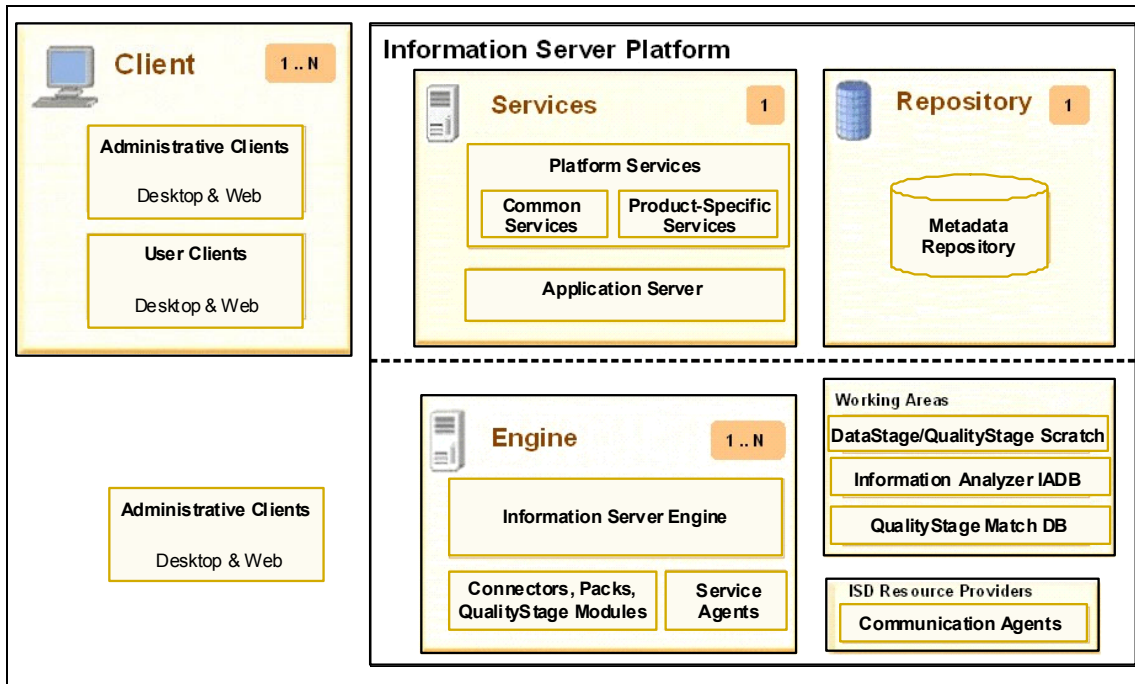 Client
1 .. N
Administrative Clients
Desktop & Web
User Clients
Desktop & Web
Administrative Clients
Desktop & Web
Information Server Platform
Services
1
Platform Services
Common
Services
Product-Specific
Services
Application Server
Repository
1
Metadata
Repository
Engine
1 .. N
Information Server Engine
Connectors, Packs,
QualityStage Modules
Service
Agents
Working Areas
DataStage/QualityStage Scratch
Information Analyzer IADB
QualityStage Match DB
ISD Resource Providers
Communication Agents